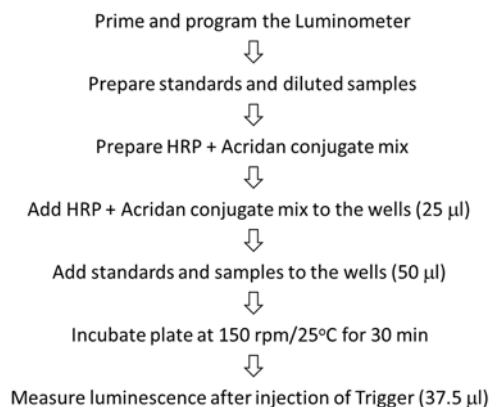 Prime and program the Luminometer
Prepare standards and diluted samples
Prepare HRP + Acridan conjugate mix
Add HRP + Acridan conjugate mix to the wells (25 µl)
Add standards and samples to the wells (50 µl)
Incubate plate at 150 rpm/25°C for 30 min
Measure luminescence after injection of Trigger (37.5 µl)